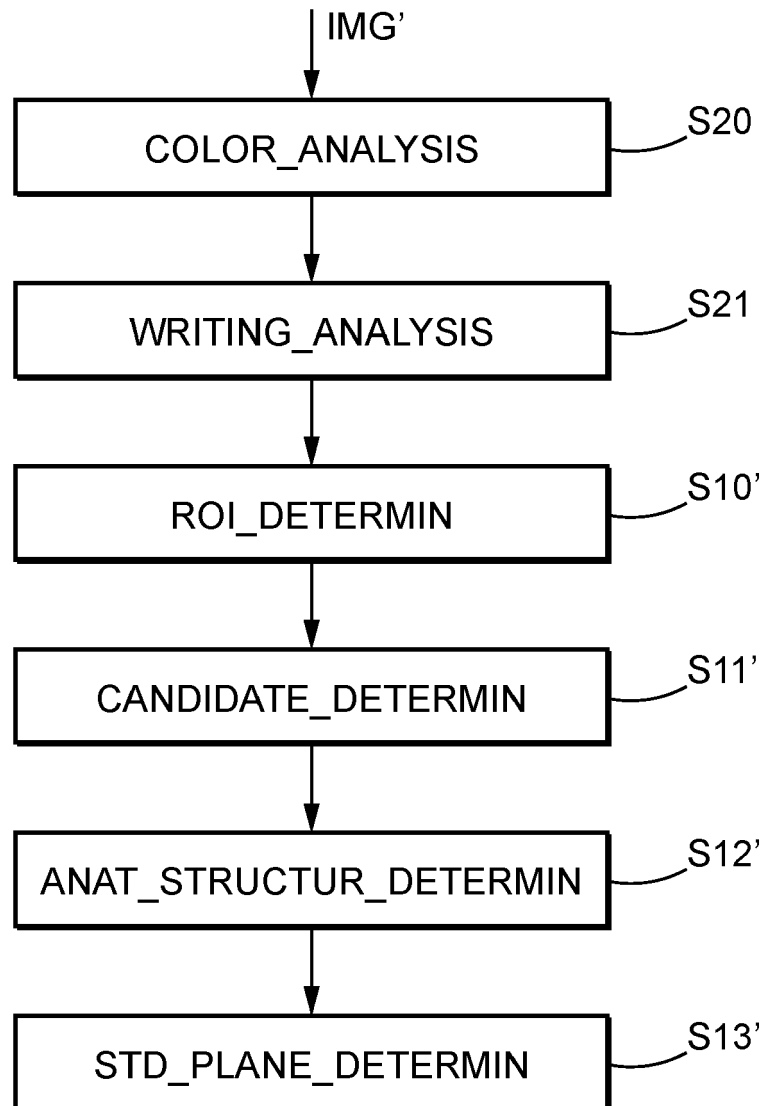 IMG’
COLOR_ANALYSIS
S20
WRITING_ANALYSIS
S21
ROI_DETERMIN
S10’
CANDIDATE_DETERMIN
S11’
ANAT_STRUCTUR_DETERMIN
S12’
STD_PLANE_DETERMIN
S13’